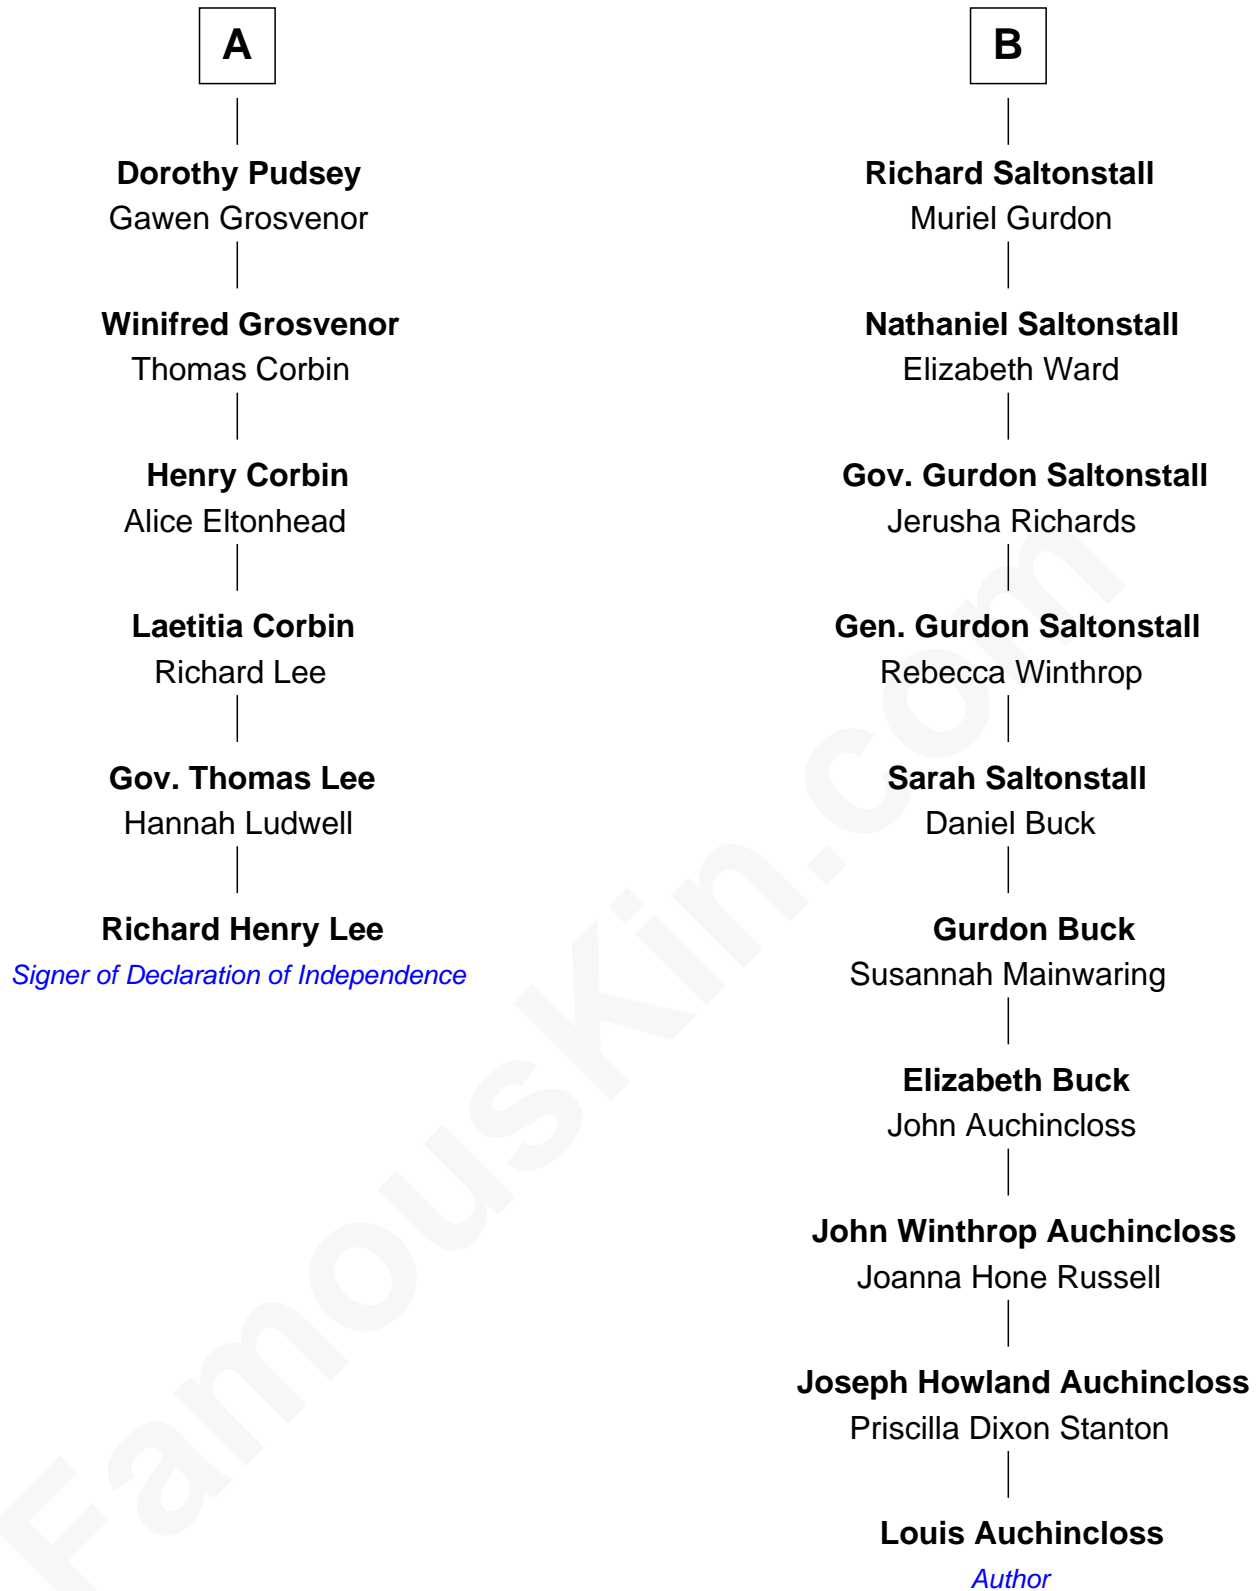 A
Dorothy Pudsey
Gawen Grosvenor
Winifred Grosvenor
Thomas Corbin
Henry Corbin
Alice Eltonhead
Laetitia Corbin
Richard Lee
Gov. Thomas Lee
Hannah Ludwell
Richard Henry Lee
Signer of Declaration of Independence
B
Richard Saltonstall
Muriel Gurdon
Nathaniel Saltonstall
Elizabeth Ward
Gov. Gurdon Saltonstall
Jerusha Richards
Gen. Gurdon Saltonstall
Rebecca Winthrop
Sarah Saltonstall
Daniel Buck
Gurdon Buck
Susannah Mainwaring
Elizabeth Buck
John Auchincloss
John Winthrop Auchincloss
Joanna Hone Russell
Joseph Howland Auchincloss
Priscilla Dixon Stanton
Louis Auchincloss
Author
FamousKin.com